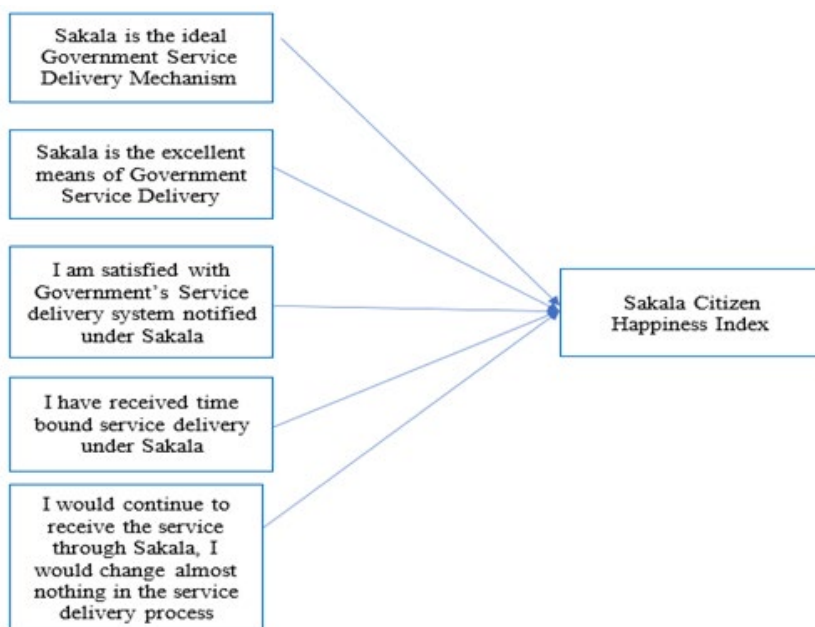 Sakala is the ideal
Government Service
Delivery Mechanism
Sakala is the excellent
means of Government
Service Delivery
I am satisfied with
Government's Service
delivery system notified
under Sakala
I have received time
bound service delivery
under Sakala
I would continue to
receive the service
through Sakala, I
would change almost
nothing in the service
delivery process
Sakala Citizen
Happiness Index